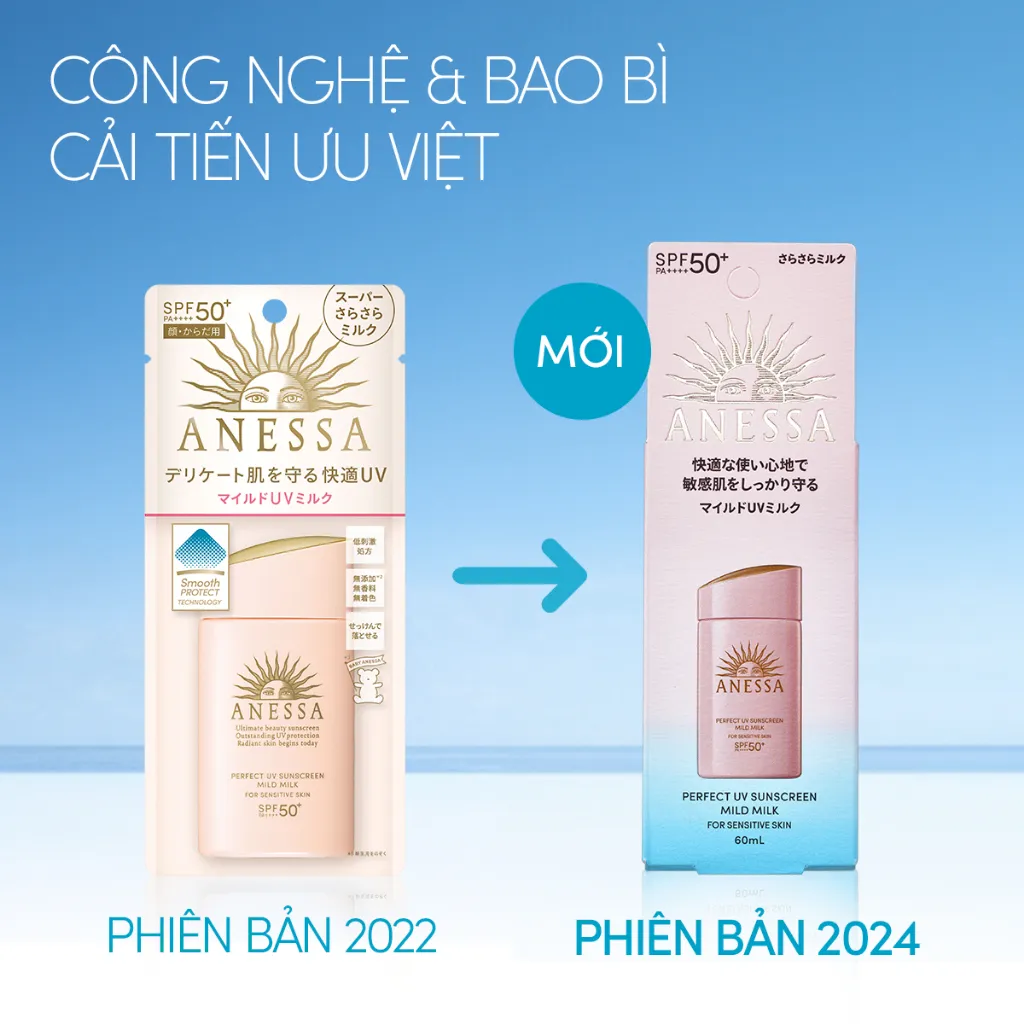 CÔNG NGHỆ & BAO BÌ
CẢI TIẾN ƯU VIỆT
SPF50+
PA++++
顔・からだ用
スーパー
さらさら
ミルク
ANESSA
デリケート肌を守る快適UV
マイルドUVミルク
Smooth
PROTECT
TECHNOLOGY
低刺激
処方
無添加*2
無香料
無着色
せっけんで
落とせる
BABY ANESSA
ANESSA
Ultimate beauty sunscreen
Outstanding UV protection
Radiant skin begins today
PERFECT UV SUNSCREEN
MILD MILK
FOR SENSITIVE SKIN
SPF50+
PA++++
PHIÊN BẢN 2022
MỚI
SPF50+
PA++++
さらさらミルク
ANESSA
快適な使い心地で
敏感肌をしっかり守る
マイルドUVミルク
ANESSA
PERFECT UV SUNSCREEN
MILD MILK
FOR SENSITIVE SKIN
SPF50+
PA++++
PERFECT UV SUNSCREEN
MILD MILK
FOR SENSITIVE SKIN
60mL
PHIÊN BẢN 2024